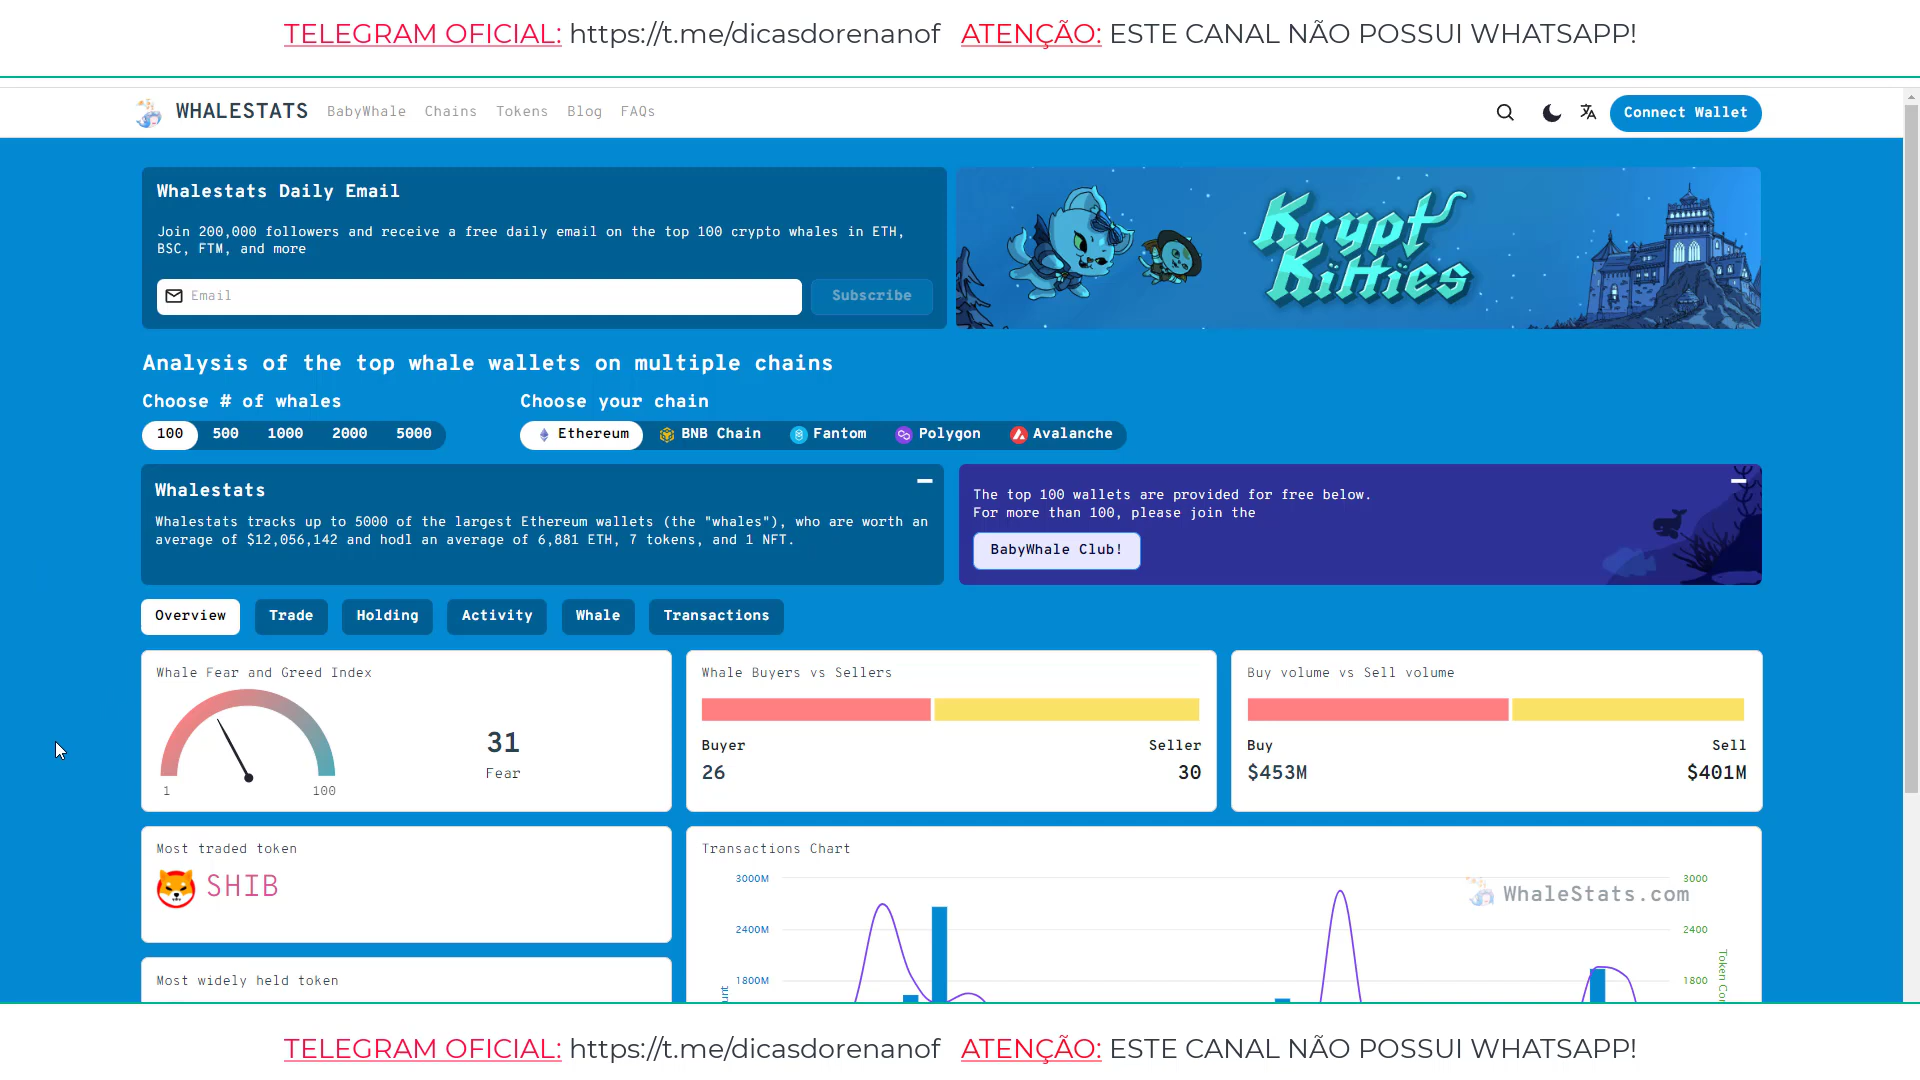 TELEGRAM OFICIAL: https://t.me/dicasdorenanof ATENÇÃO: ESTE CANAL NÃO POSSUI WHATSAPP!
WHALESTATS BabyWhale Chains Tokens Blog FAQs Connect Wallet
Whalestats Daily Email
Join 200,000 followers and receive a free daily email on the top 100 crypto whales in ETH,
BSC, FTM, and more
Email Subscribe
Krypt
Kitties
Analysis of the top whale wallets on multiple chains
Choose # of whales Choose your chain
100 500 1000 2000 5000 Ethereum BNB Chain Fantom Polygon Avalanche
Whalestats
Whalestats tracks up to 5000 of the largest Ethereum wallets (the "whales"), who are worth an
average of $12,056,142 and hodl an average of 6,881 ETH, 7 tokens, and 1 NFT.
The top 100 wallets are provided for free below.
For more than 100, please join the
BabyWhale Club!
Overview Trade Holding Activity Whale Transactions
Whale Fear and Greed Index
31
Fear
1 100
Whale Buyers vs Sellers
Buyer Seller
26 30
Buy volume vs Sell volume
Buy Sell
$453M $401M
Most traded token
SHIB
Most widely held token
Transactions Chart
3000M 3000
WhaleStats.com
2400M 2400
1800M 1800
TELEGRAM OFICIAL: https://t.me/dicasdorenanof ATENÇÃO: ESTE CANAL NÃO POSSUI WHATSAPP!